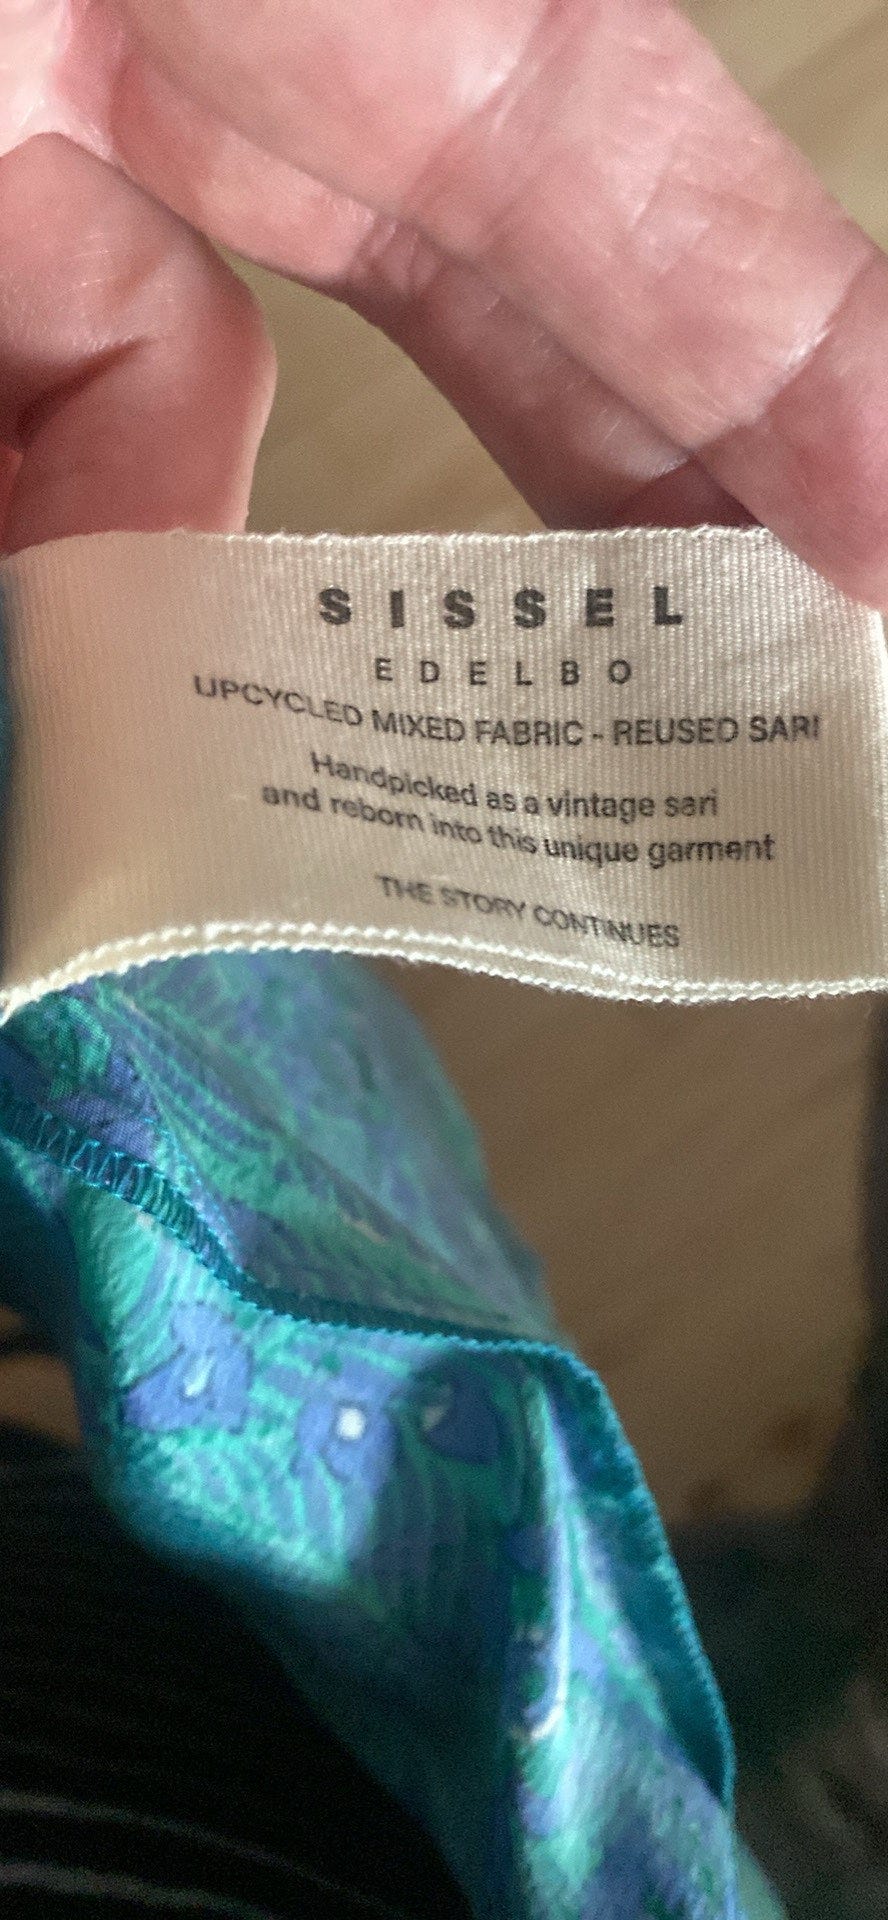 SISSEL
EDELBO
UPCYCLED MIXED FABRIC - REUSED SARI
Handpicked as a vintage sari
and reborn into this unique garment
THE STORY CONTINUES